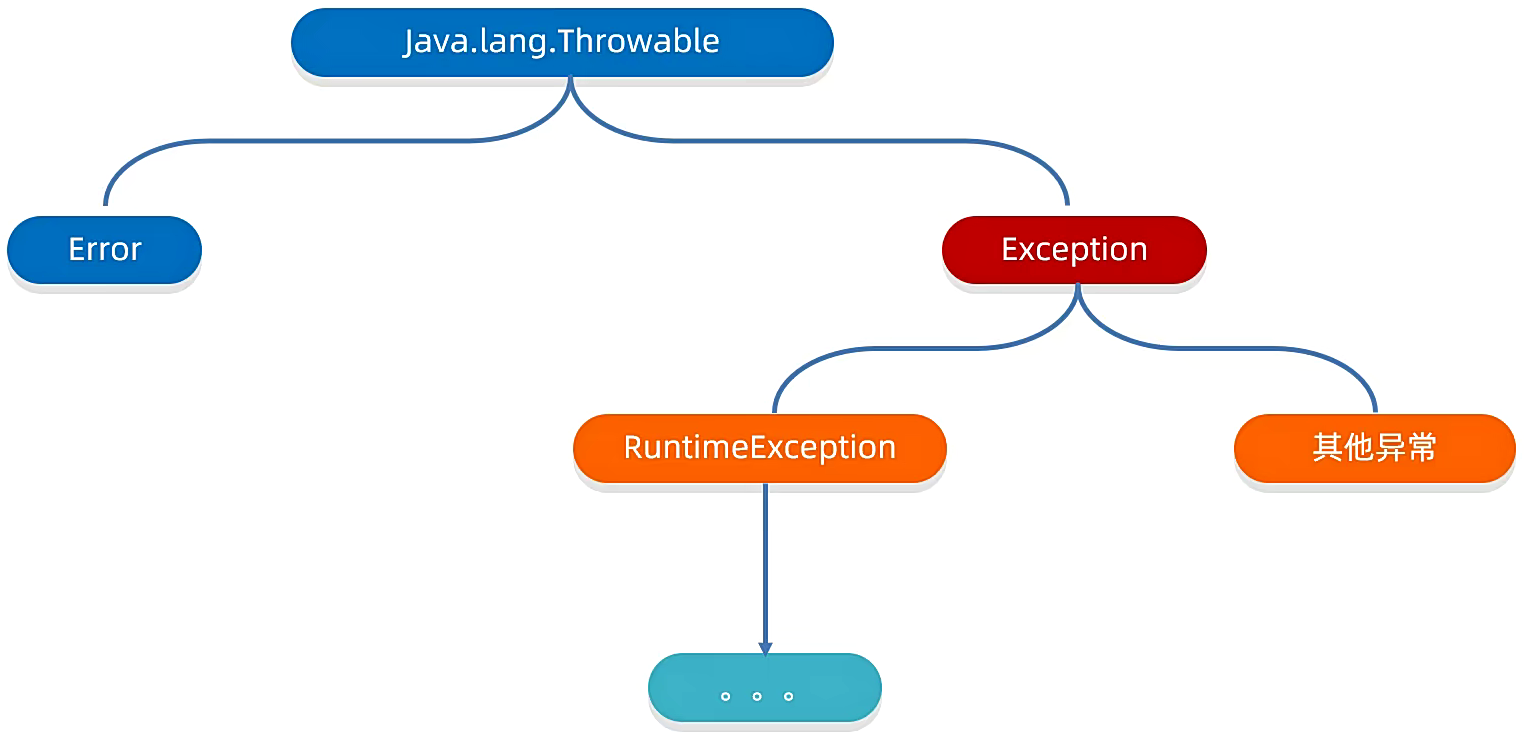 Java.lang.Throwable
Error
Exception
RuntimeException
其他异常
。。。